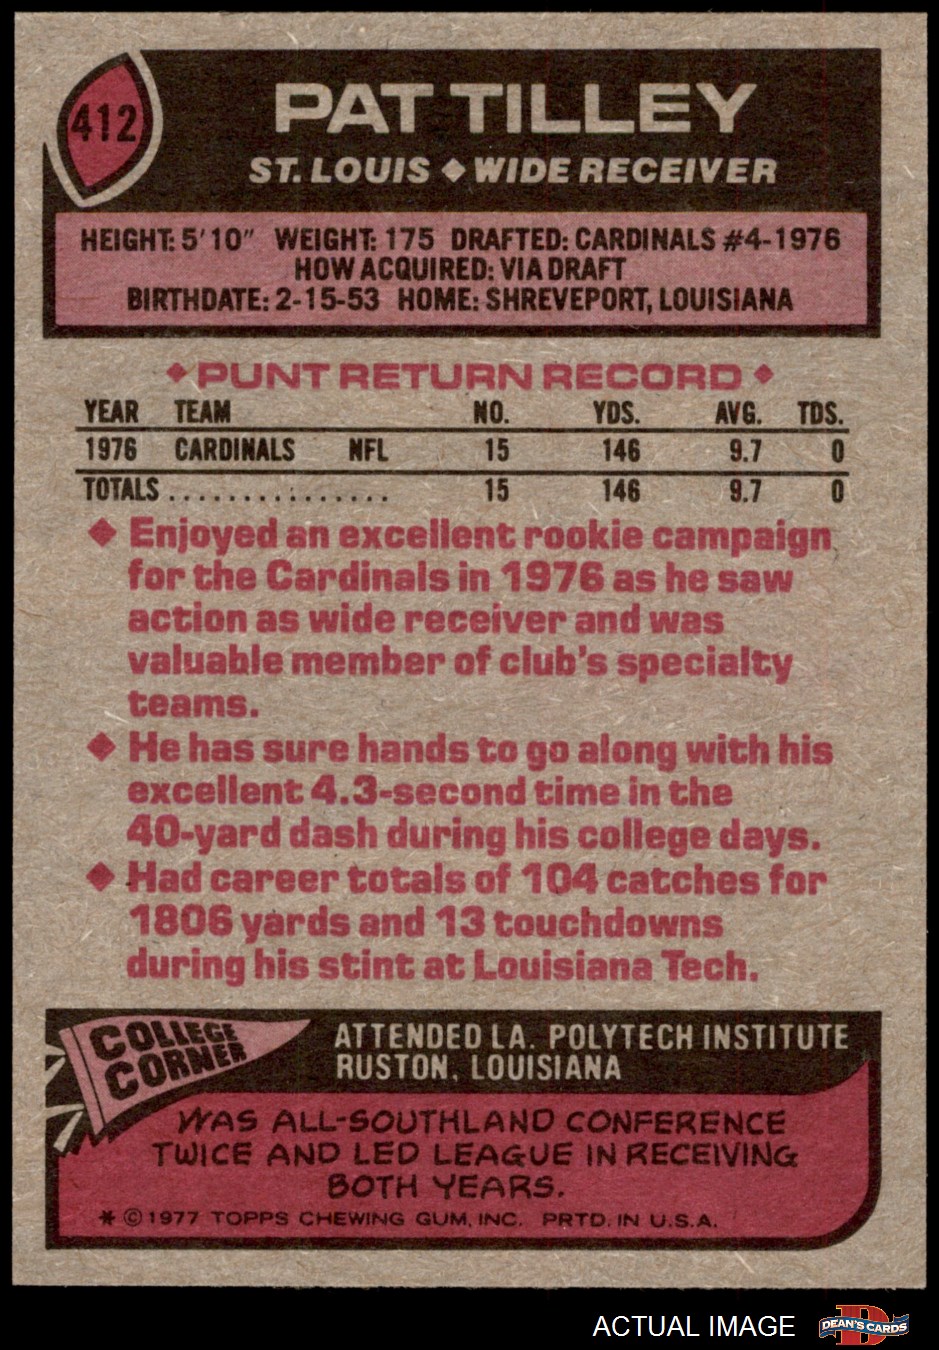 412
PAT TILLEY
ST. LOUIS ◆ WIDE RECEIVER
HEIGHT: 5' 10" WEIGHT: 175 DRAFTED: CARDINALS #4-1976
HOW ACQUIRED: VIA DRAFT
BIRTHDATE: 2-15-53 HOME: SHREVEPORT, LOUISIANA
◆ PUNT RETURN RECORD ◆
YEAR TEAM NO. YDS. AVG. TDS.
1976 CARDINALS NFL 15 146 9.7 0
TOTALS ............... 15 146 9.7 0
◆ Enjoyed an excellent rookie campaign
for the Cardinals in 1976 as he saw
action as wide receiver and was
valuable member of club's specialty
teams.
◆ He has sure hands to go along with his
excellent 4.3-second time in the
40-yard dash during his college days.
◆ Had career totals of 104 catches for
1806 yards and 13 touchdowns
during his stint at Louisiana Tech.
COLLEGE
CORNER
ATTENDED LA. POLYTECH INSTITUTE
RUSTON, LOUISIANA
WAS ALL-SOUTHLAND CONFERENCE
TWICE AND LED LEAGUE IN RECEIVING
BOTH YEARS.
* © 1977 TOPPS CHEWING GUM, INC. PRTD. IN U.S.A.
ACTUAL IMAGE
D
DEAN'S CARDS